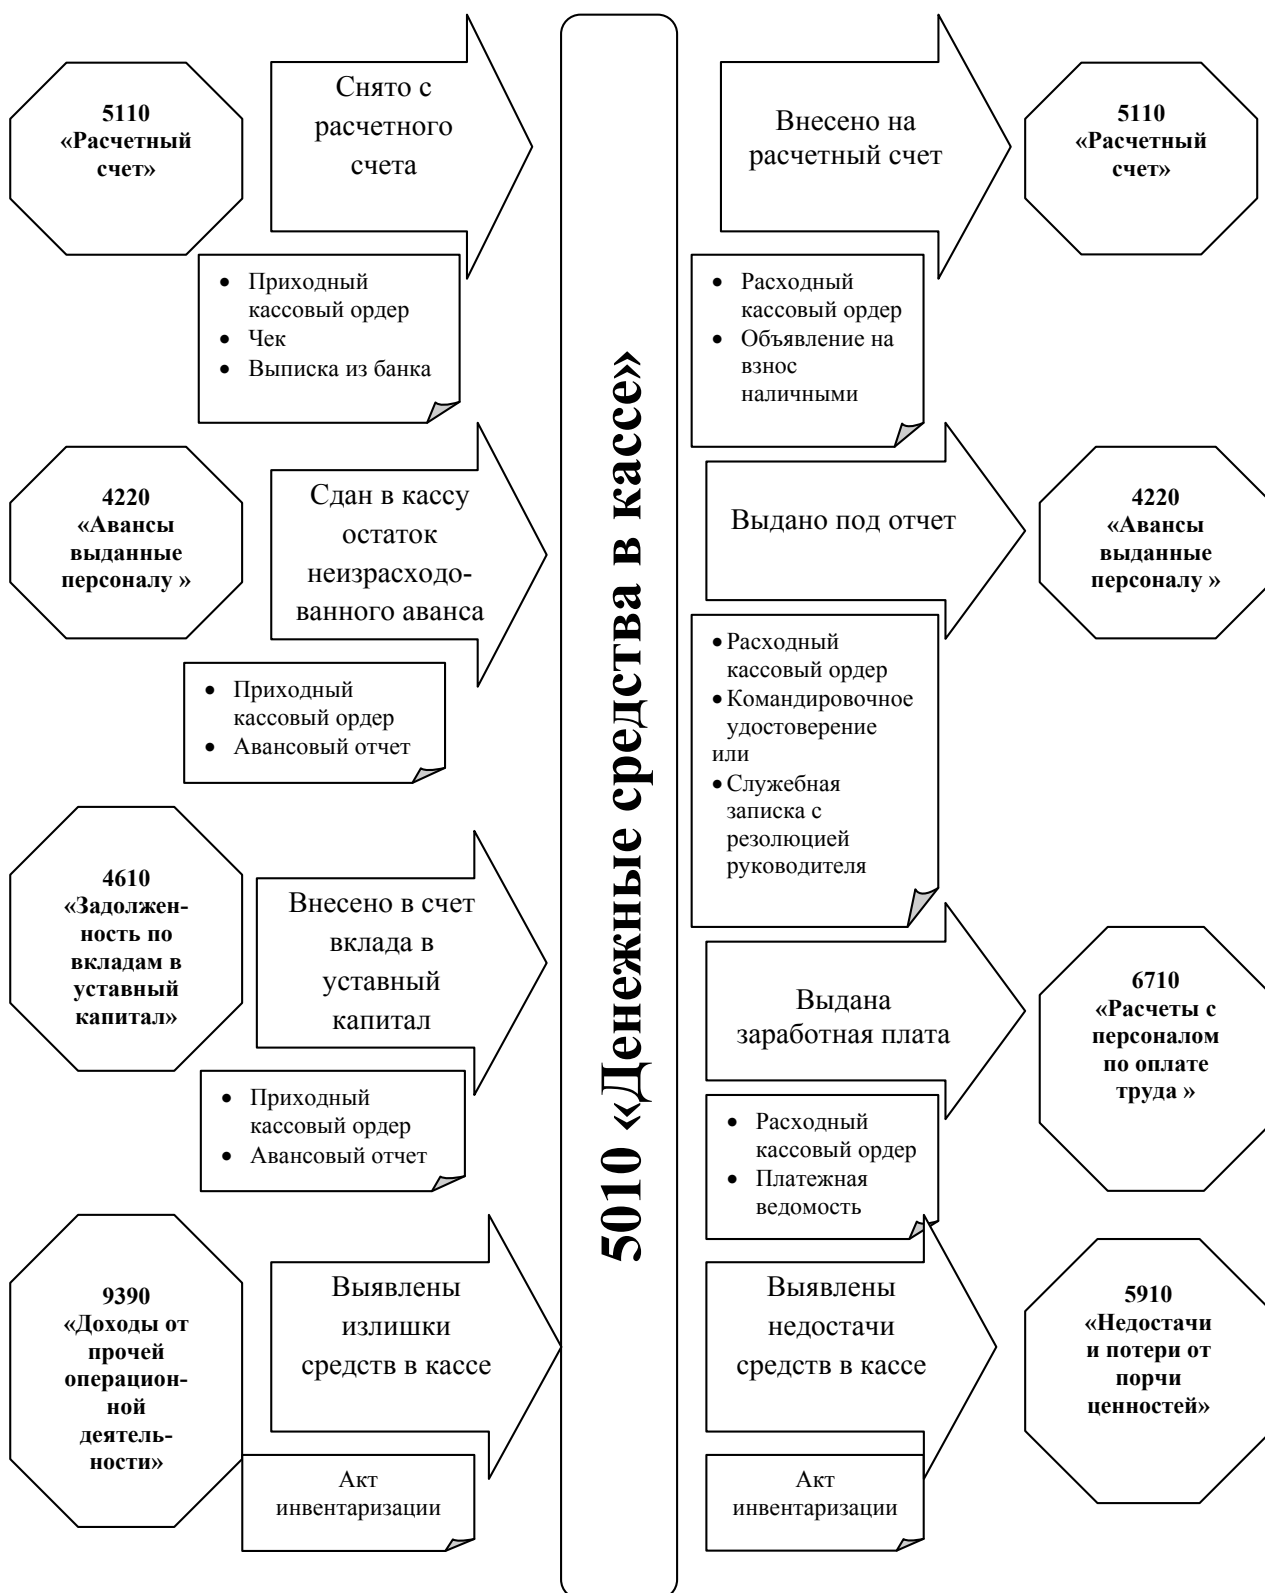 5110
«Расчетный
счет»
Снято с
расчетного
счета
• Приходный
кассовый ордер
• Чек
• Выписка из банка
4220
«Авансы
выданные
персоналу »
Сдан в кассу
остаток
неизрасходо-
ванного аванса
• Приходный
кассовый ордер
• Авансовый отчет
4610
«Задолжен-
ность по
вкладам в
уставный
капитал»
Внесено в счет
вклада в
уставный
капитал
• Приходный
кассовый ордер
• Авансовый отчет
9390
«Доходы от
прочей
операцион-
ной
деятель-
ности»
Выявлены
излишки
средств в кассе
Акт
инвентаризации
5010 «Денежные средства в кассе»
Внесено на
расчетный счет
5110
«Расчетный
счет»
• Расходный
кассовый ордер
• Объявление на
взнос
наличными
Выдано под отчет
4220
«Авансы
выданные
персоналу »
• Расходный
кассовый ордер
• Командировочное
удостоверение
или
• Служебная
записка с
резолюцией
руководителя
Выдана
заработная плата
6710
«Расчеты с
персоналом
по оплате
труда »
• Расходный
кассовый ордер
• Платежная
ведомость
Выявлены
недостачи
средств в кассе
5910
«Недостачи
и потери от
порчи
ценностей»
Акт
инвентаризации